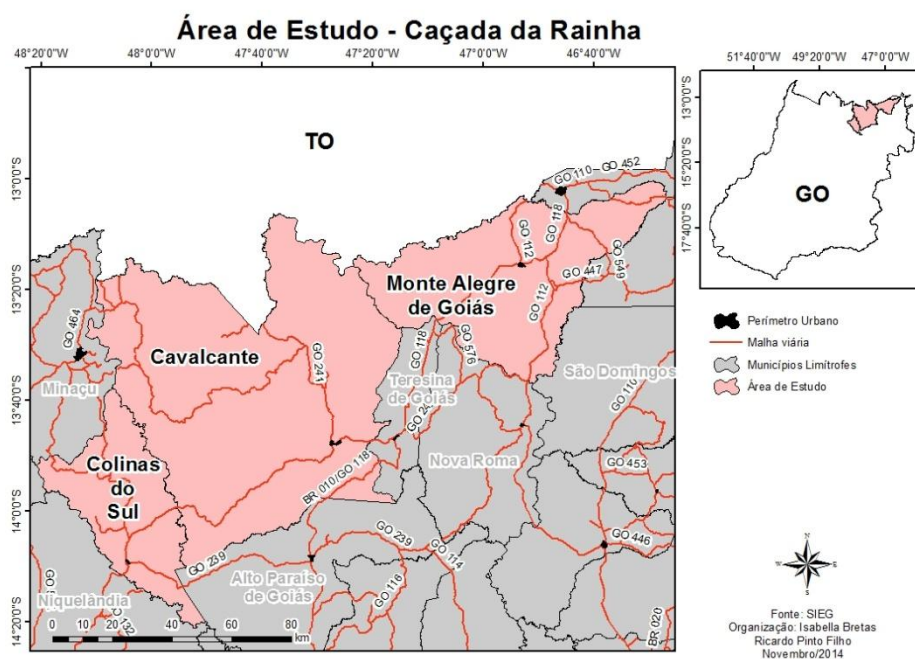 Área de Estudo - Caçada da Rainha
48°20'0"W
48°0'0"W
47°40'0"W
47°20'0"W
47°0'0"W
46°40'0"W
51°40'0"W
49°20'0"W
47°0'0"W
13°0'0"S
13°20'0"S
13°40'0"S
14°0'0"S
14°20'0"S
13°0'0"S
15°20'0"S
17°40'0"S
TO
GO
GO 110
GO 452
GO 118
GO 112
GO 549
GO 447
GO 112
Monte Alegre
de Goiás
GO 464
Cavalcante
GO 118
GO 576
GO 241
Minaçu
Teresina
de Goiás
São Domingos
GO 110
Colinas
do
Sul
Nova Roma
GO 453
BR 010/GO 118
GO 239
GO 239
GO 114
GO 446
Alto Paraíso
de Goiás
GO 116
Niquelândia
GO 132
BR 020
0 10 20 40 60 80
km
Perímetro Urbano
Malha viária
Municípios Limítrofes
Área de Estudo
N
W
E
S
Fonte: SIEG
Organização: Isabella Bretas
Ricardo Pinto Filho
Novembro/2014